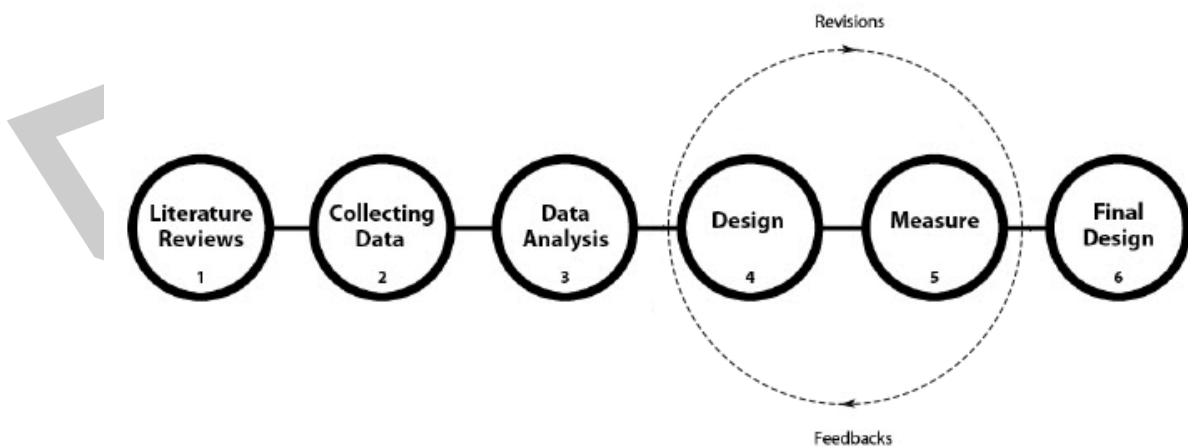 Revisions
Literature
Reviews
1
Collecting
Data
2
Data
Analysis
3
Design
4
Measure
5
Final
Design
6
Feedbacks